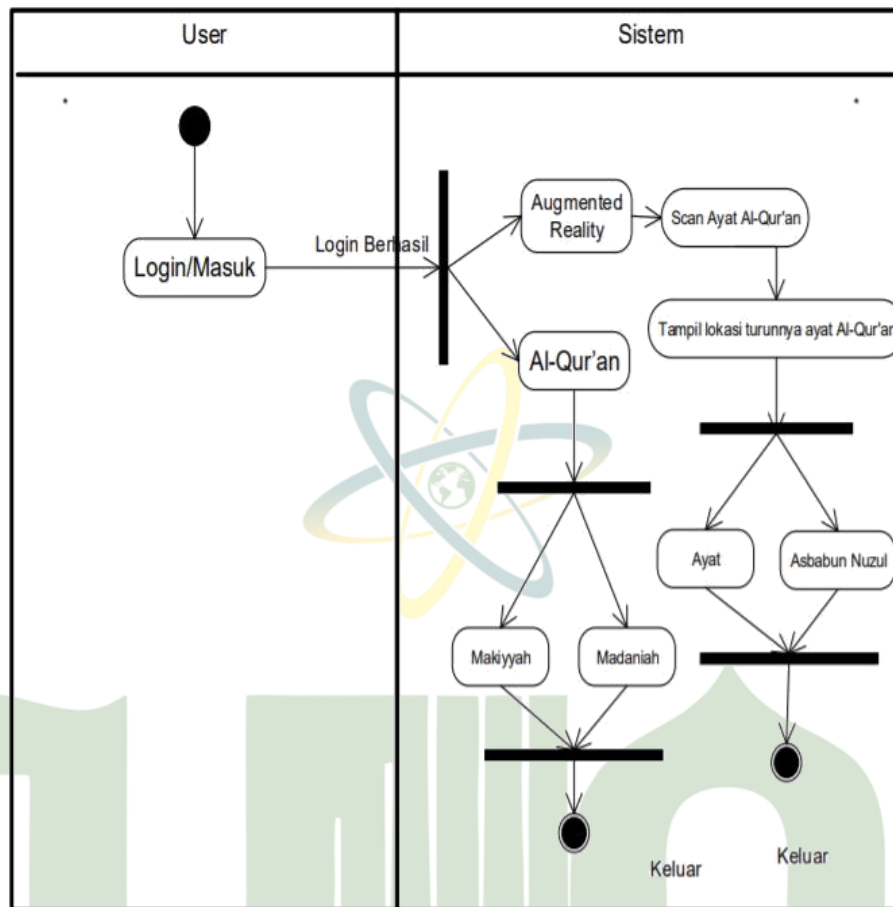 User
Sistem
*
*
Login/Masuk
Login Berhasil
Augmented
Reality
Scan Ayat Al-Qur'an
Tampil lokasi turunnya ayat Al-Qur'an
Al-Qur'an
Ayat
Asbabun Nuzul
Makiyyah
Madaniah
Keluar
Keluar